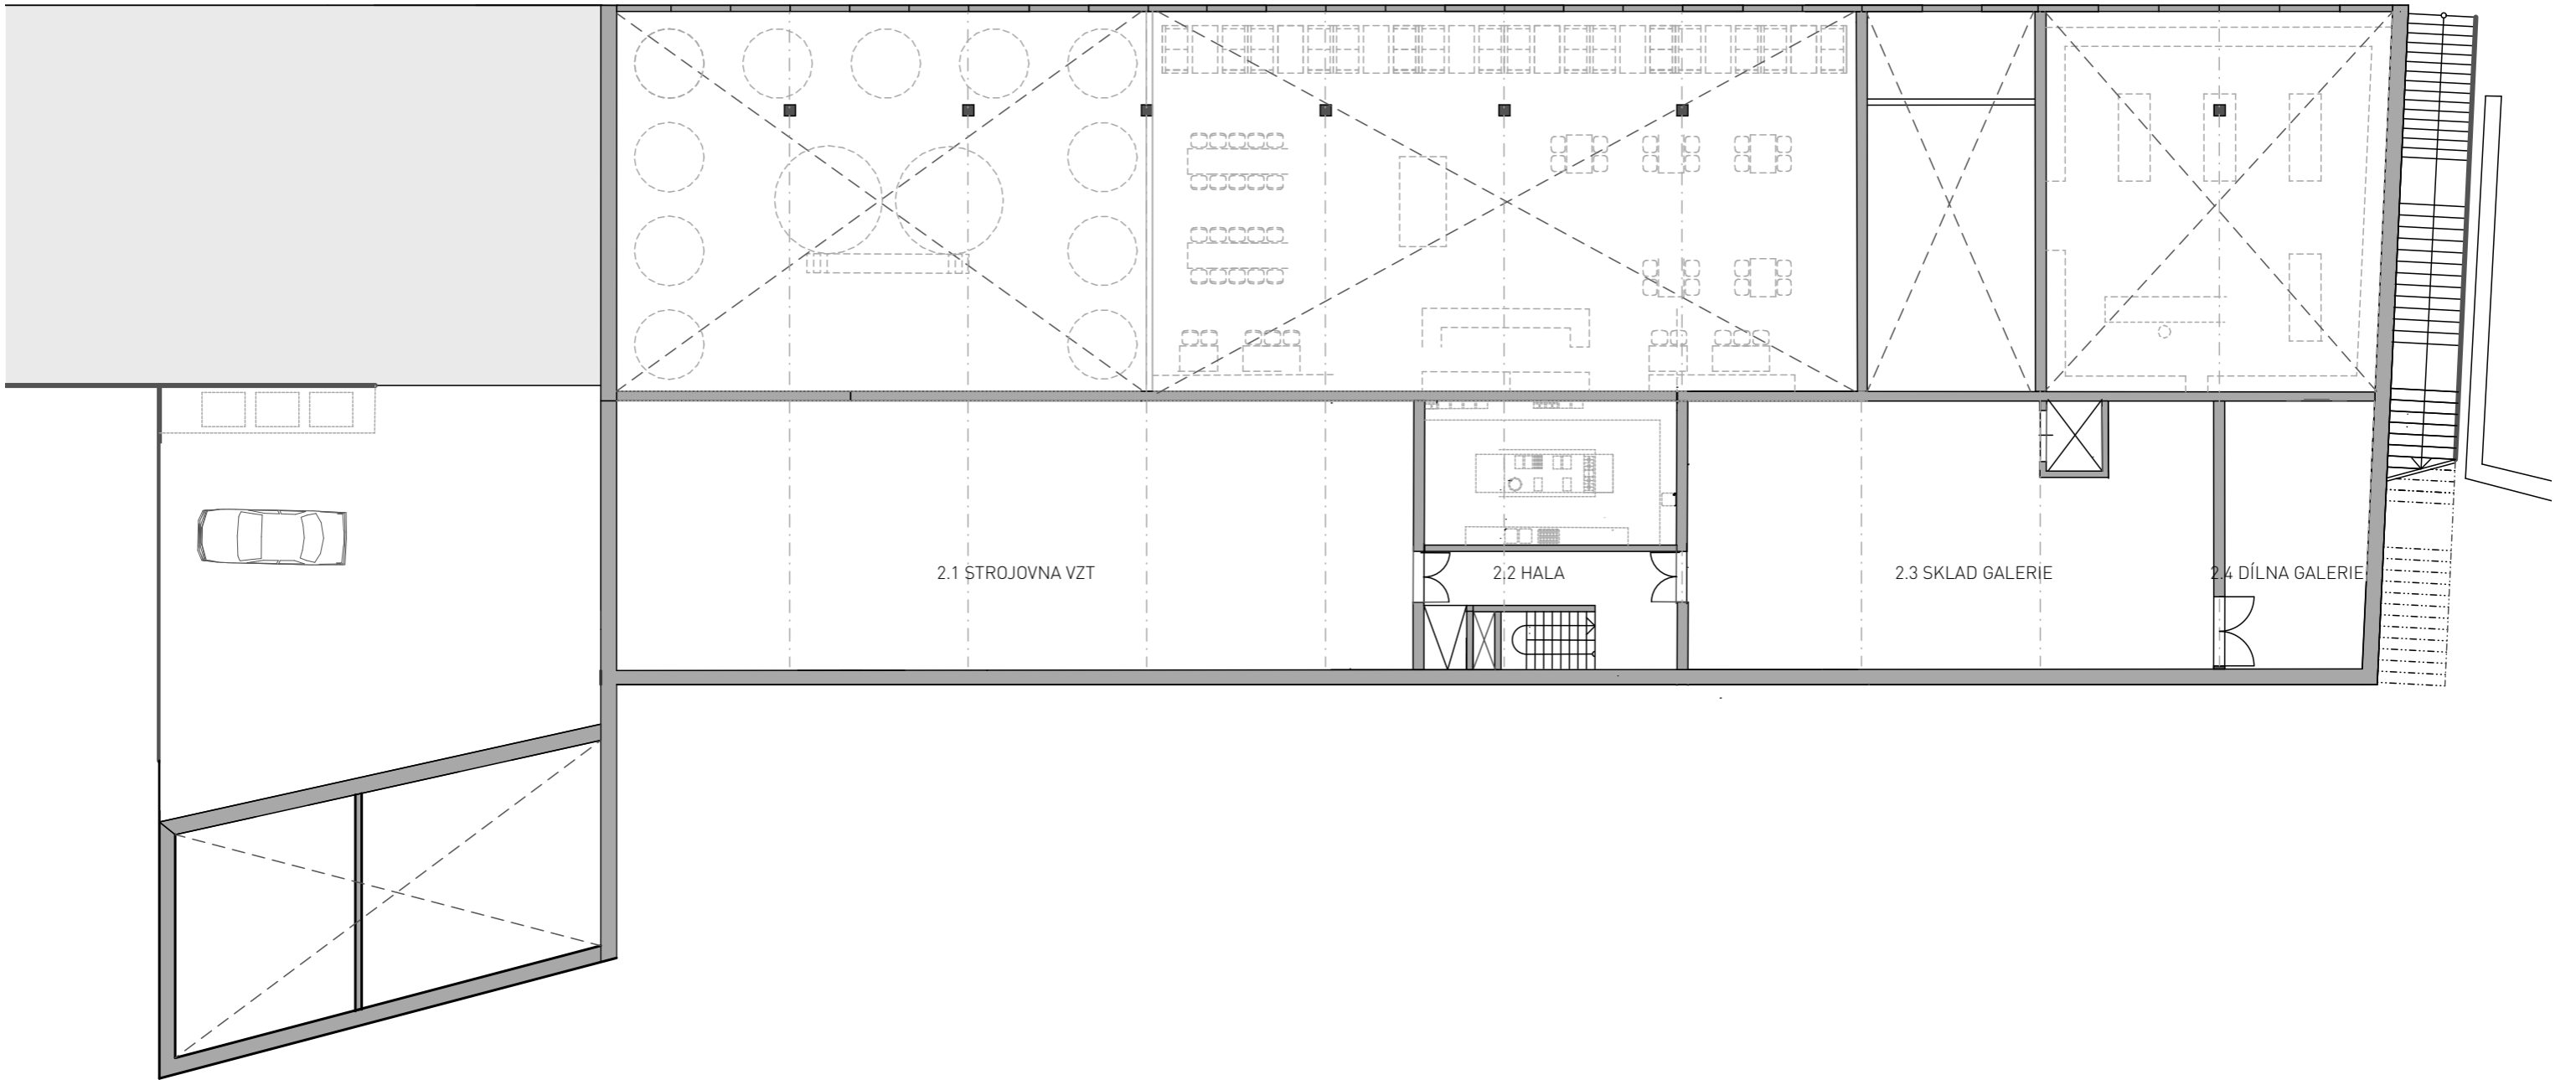 2.1 STROJOVNA VZT
2.2 HALA
2.3 SKLAD GALERIE
2.4 DÍLNA GALERIE